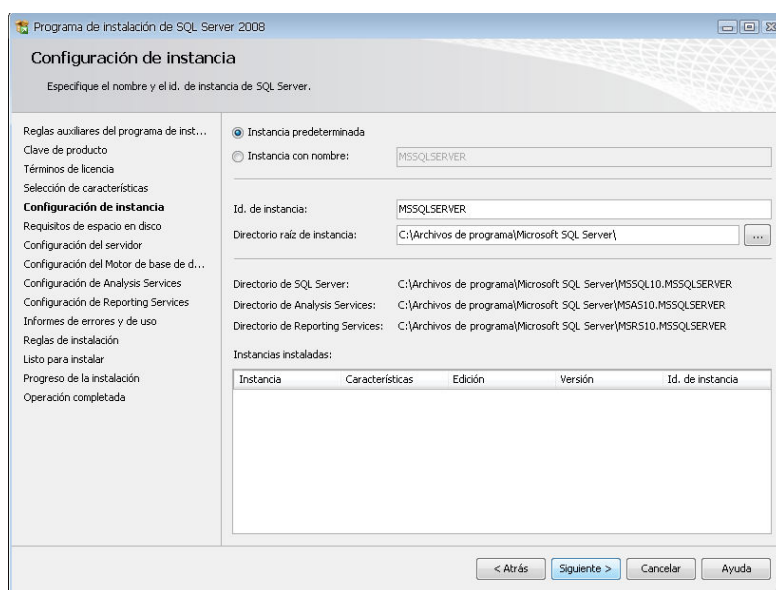 Programa de instalación de SQL Server 2008
Configuración de instancia
Especifique el nombre y el id. de instancia de SQL Server.
Reglas auxiliares del programa de inst...
Clave de producto
Términos de licencia
Selección de características
Configuración de instancia
Requisitos de espacio en disco
Configuración del servidor
Configuración del Motor de base de d...
Configuración de Analysis Services
Configuración de Reporting Services
Informes de errores y de uso
Reglas de instalación
Listo para instalar
Progreso de la instalación
Operación completada
Instancia predeterminada
Instancia con nombre: MSSQLSERVER
Id. de instancia: MSSQLSERVER
Directorio raíz de instancia: C:\Archivos de programa\Microsoft SQL Server\ ...
Directorio de SQL Server: C:\Archivos de programa\Microsoft SQL Server\MSSQL10.MSSQLSERVER
Directorio de Analysis Services: C:\Archivos de programa\Microsoft SQL Server\MSAS10.MSSQLSERVER
Directorio de Reporting Services: C:\Archivos de programa\Microsoft SQL Server\MSRS10.MSSQLSERVER
Instancias instaladas:
Instancia Características Edición Versión Id. de instancia
< Atrás Siguiente > Cancelar Ayuda